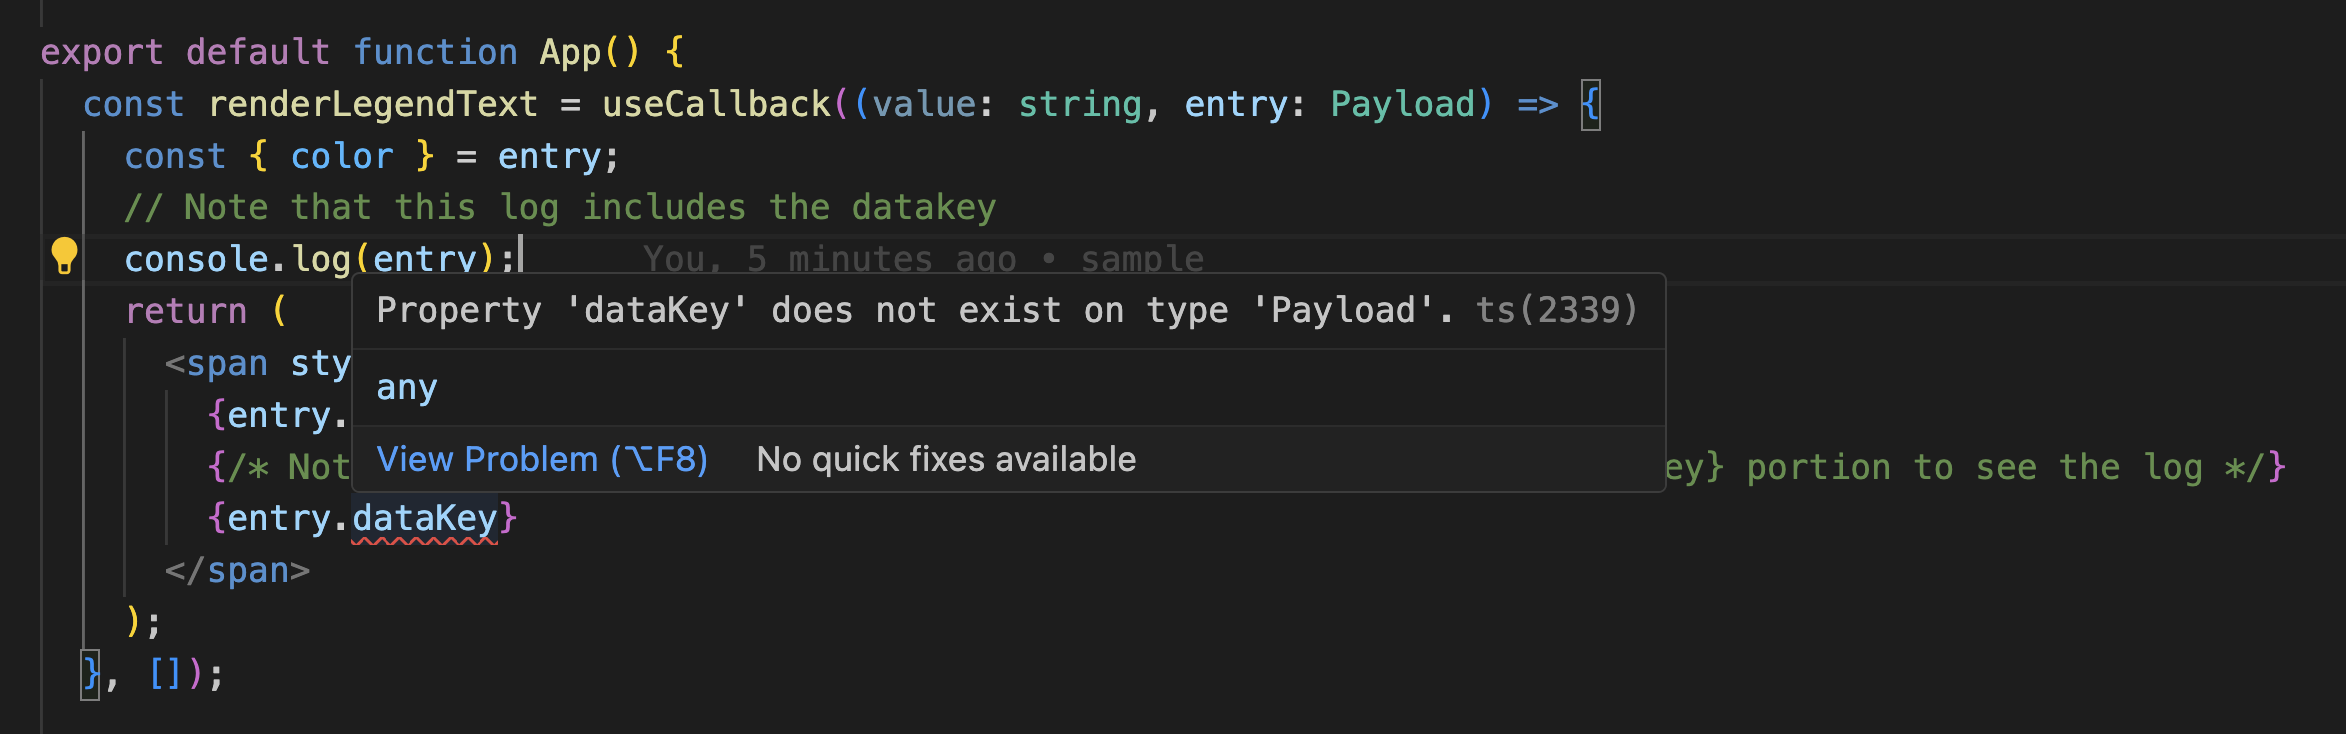 export default function App() {
const renderLegendText = useCallback((value: string, entry: Payload) => {
const { color } = entry;
// Note that this log includes the datakey
console.log(entry); You, 5 minutes ago • sample
return (
Property 'dataKey' does not exist on type 'Payload'. ts(2339)
<span sty
any
{entry.
View Problem (⌥F8) No quick fixes available
{/* Not ey} portion to see the log */}
{entry.dataKey}
</span>
);
}, []);